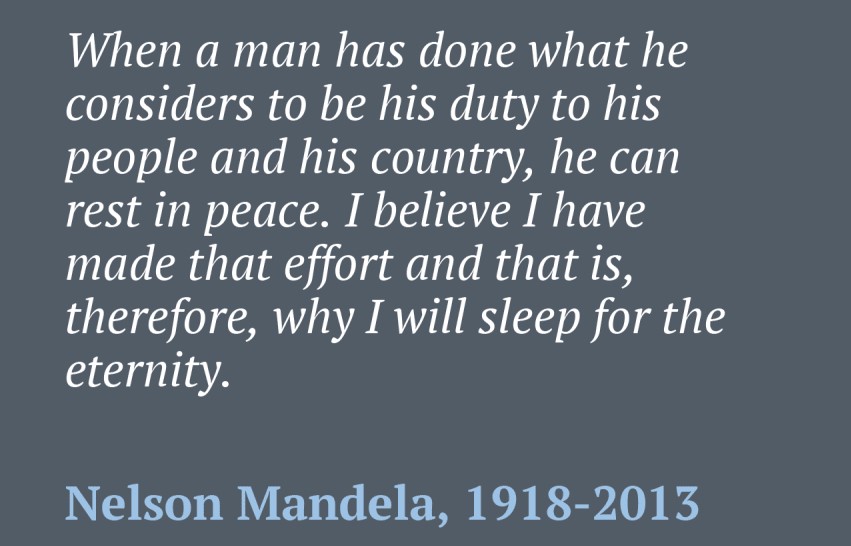 When a man has done what he
considers to be his duty to his
people and his country, he can
rest in peace. I believe I have
made that effort and that is,
therefore, why I will sleep for the
eternity.
Nelson Mandela, 1918-2013